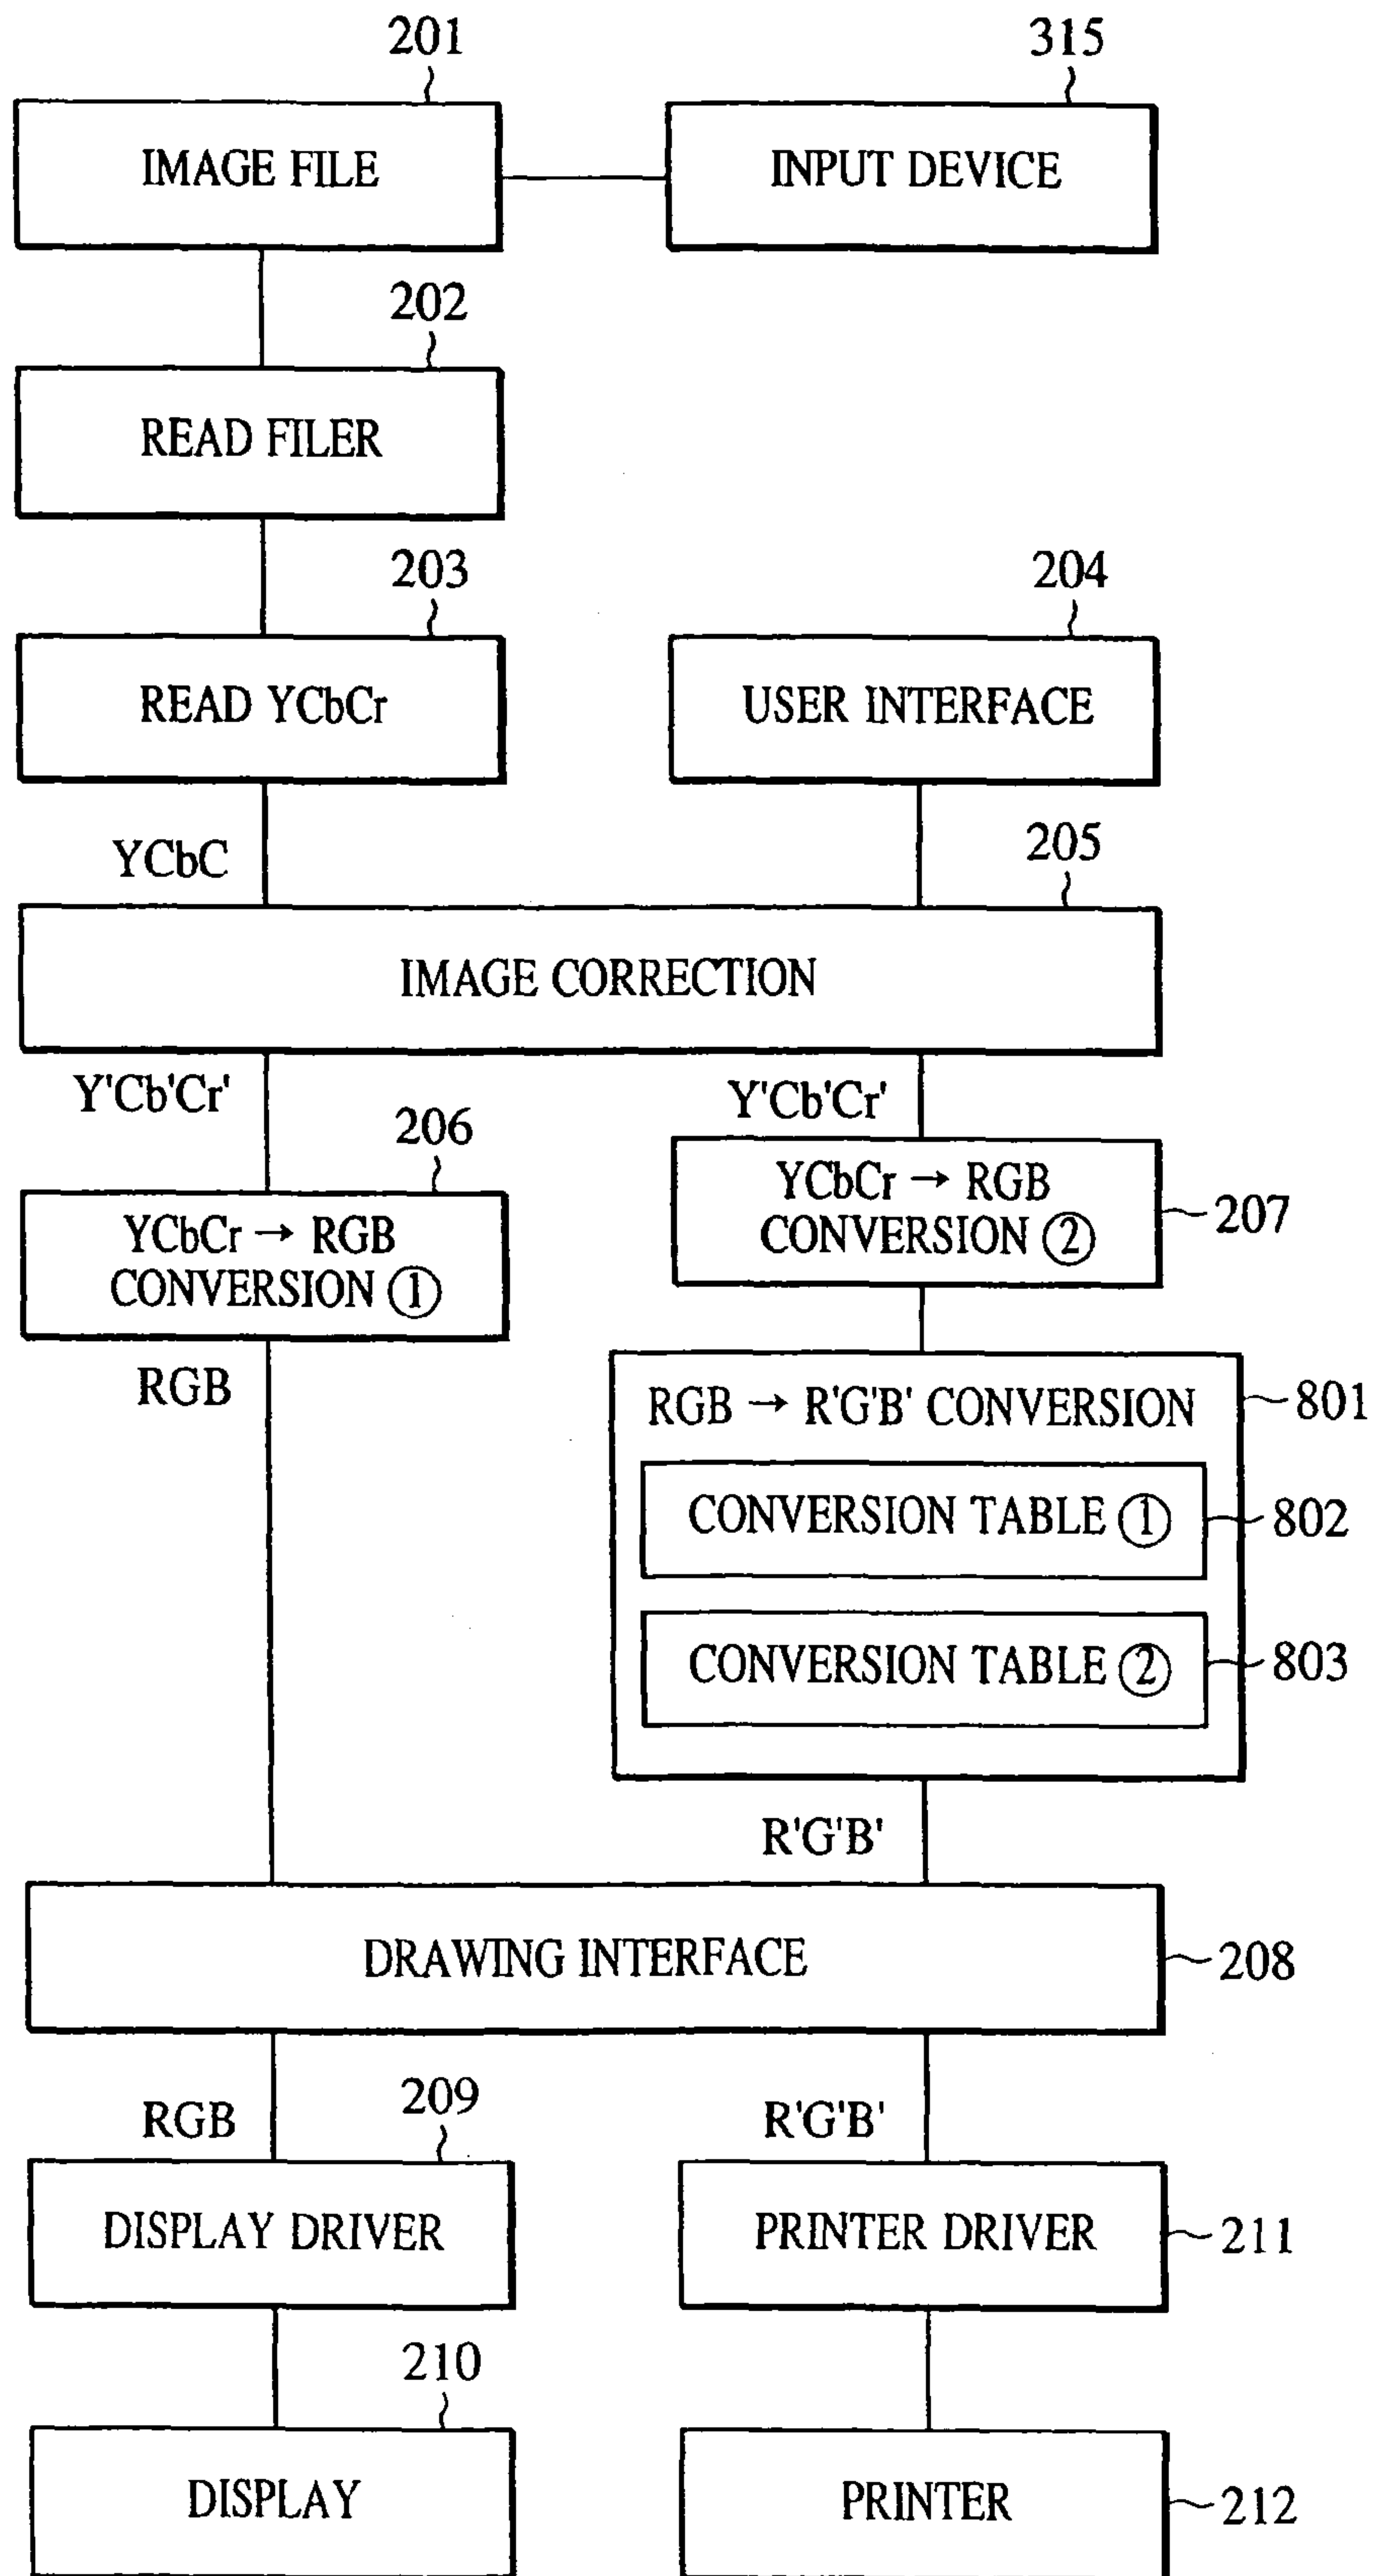 201
315
IMAGE FILE
INPUT DEVICE
202
READ FILER
203
204
READ YCbCr
USER INTERFACE
YCbC
205
IMAGE CORRECTION
Y'Cb'Cr'
Y'Cb'Cr'
206
YCbCr → RGB
CONVERSION ②
207
YCbCr → RGB
CONVERSION ①
RGB
RGB → R'G'B' CONVERSION
801
CONVERSION TABLE ①
802
CONVERSION TABLE ②
803
R'G'B'
DRAWING INTERFACE
208
RGB
209
R'G'B'
DISPLAY DRIVER
PRINTER DRIVER
211
210
DISPLAY
PRINTER
212